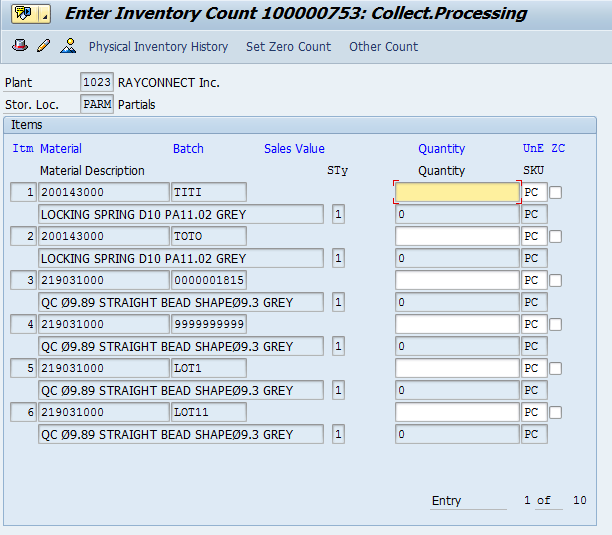 Enter Inventory Count 100000753: Collect.Processing
Physical Inventory History Set Zero Count Other Count
Plant 1023 RAYCONNECT Inc.
Stor. Loc. PARM Partials
Items
Itm Material Batch Sales Value Quantity UnE ZC
Material Description STy Quantity SKU
1 200143000 TITI PC
LOCKING SPRING D10 PA11.02 GREY 1 0 PC
2 200143000 TOTO PC
LOCKING SPRING D10 PA11.02 GREY 1 0 PC
3 219031000 0000001815 PC
QC Ø9.89 STRAIGHT BEAD SHAPEØ9.3 GREY 1 0 PC
4 219031000 9999999999 PC
QC Ø9.89 STRAIGHT BEAD SHAPEØ9.3 GREY 1 0 PC
5 219031000 LOT1 PC
QC Ø9.89 STRAIGHT BEAD SHAPEØ9.3 GREY 1 0 PC
6 219031000 LOT11 PC
QC Ø9.89 STRAIGHT BEAD SHAPEØ9.3 GREY 1 0 PC
Entry 1 of 10